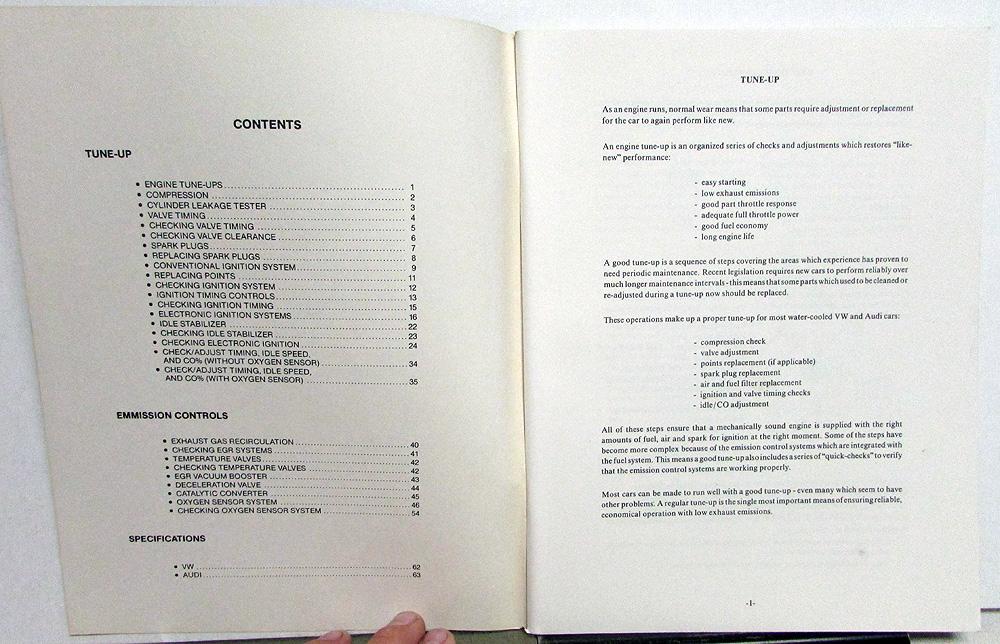 CONTENTS
TUNE-UP
• ENGINE TUNE-UPS 1
• COMPRESSION 2
• CYLINDER LEAKAGE TESTER 3
• VALVE TIMING 4
• CHECKING VALVE TIMING 5
• CHECKING VALVE CLEARANCE 6
• SPARK PLUGS 7
• REPLACING SPARK PLUGS 8
• CONVENTIONAL IGNITION SYSTEM 9
• REPLACING POINTS 11
• CHECKING IGNITION SYSTEM 12
• IGNITION TIMING CONTROLS 13
• CHECKING IGNITION TIMING 15
• ELECTRONIC IGNITION SYSTEMS 16
• IDLE STABILIZER 22
• CHECKING IDLE STABILIZER 23
• CHECKING ELECTRONIC IGNITION 24
• CHECK/ADJUST TIMING, IDLE SPEED,
AND CO% (WITHOUT OXYGEN SENSOR) 34
• CHECK/ADJUST TIMING, IDLE SPEED,
AND CO% (WITH OXYGEN SENSOR) 35
EMMISSION CONTROLS
• EXHAUST GAS RECIRCULATION 40
• CHECKING EGR SYSTEMS 41
• TEMPERATURE VALVES 42
• CHECKING TEMPERATURE VALVES 42
• EGR VACUUM BOOSTER 43
• DECELERATION VALVE 44
• CATALYTIC CONVERTER 45
• OXYGEN SENSOR SYSTEM 46
• CHECKING OXYGEN SENSOR SYSTEM 54
SPECIFICATIONS
• VW 62
• AUDI 63
TUNE-UP
As an engine runs, normal wear means that some parts require adjustment or replacement
for the car to again perform like new.
An engine tune-up is an organized series of checks and adjustments which restores "like-
new" performance:
- easy starting
- low exhaust emissions
- good part throttle response
- adequate full throttle power
- good fuel economy
- long engine life
A good tune-up is a sequence of steps covering the areas which experience has proven to
need periodic maintenance. Recent legislation requires new cars to perform reliably over
much longer maintenance intervals - this means that some parts which used to be cleaned or
re-adjusted during a tune-up now should be replaced.
These operations make up a proper tune-up for most water-cooled VW and Audi cars:
- compression check
- valve adjustment
- points replacement (if applicable)
- spark plug replacement
- air and fuel filter replacement
- ignition and valve timing checks
- idle/CO adjustment
All of these steps ensure that a mechanically sound engine is supplied with the right
amounts of fuel, air and spark for ignition at the right moment. Some of the steps have
become more complex because of the emission control systems which are integrated with
the fuel system. This means a good tune-up also includes a series of "quick-checks" to verify
that the emission control systems are working properly.
Most cars can be made to run well with a good tune-up - even many which seem to have
other problems. A regular tune-up is the single most important means of ensuring reliable,
economical operation with low exhaust emissions.
-1-